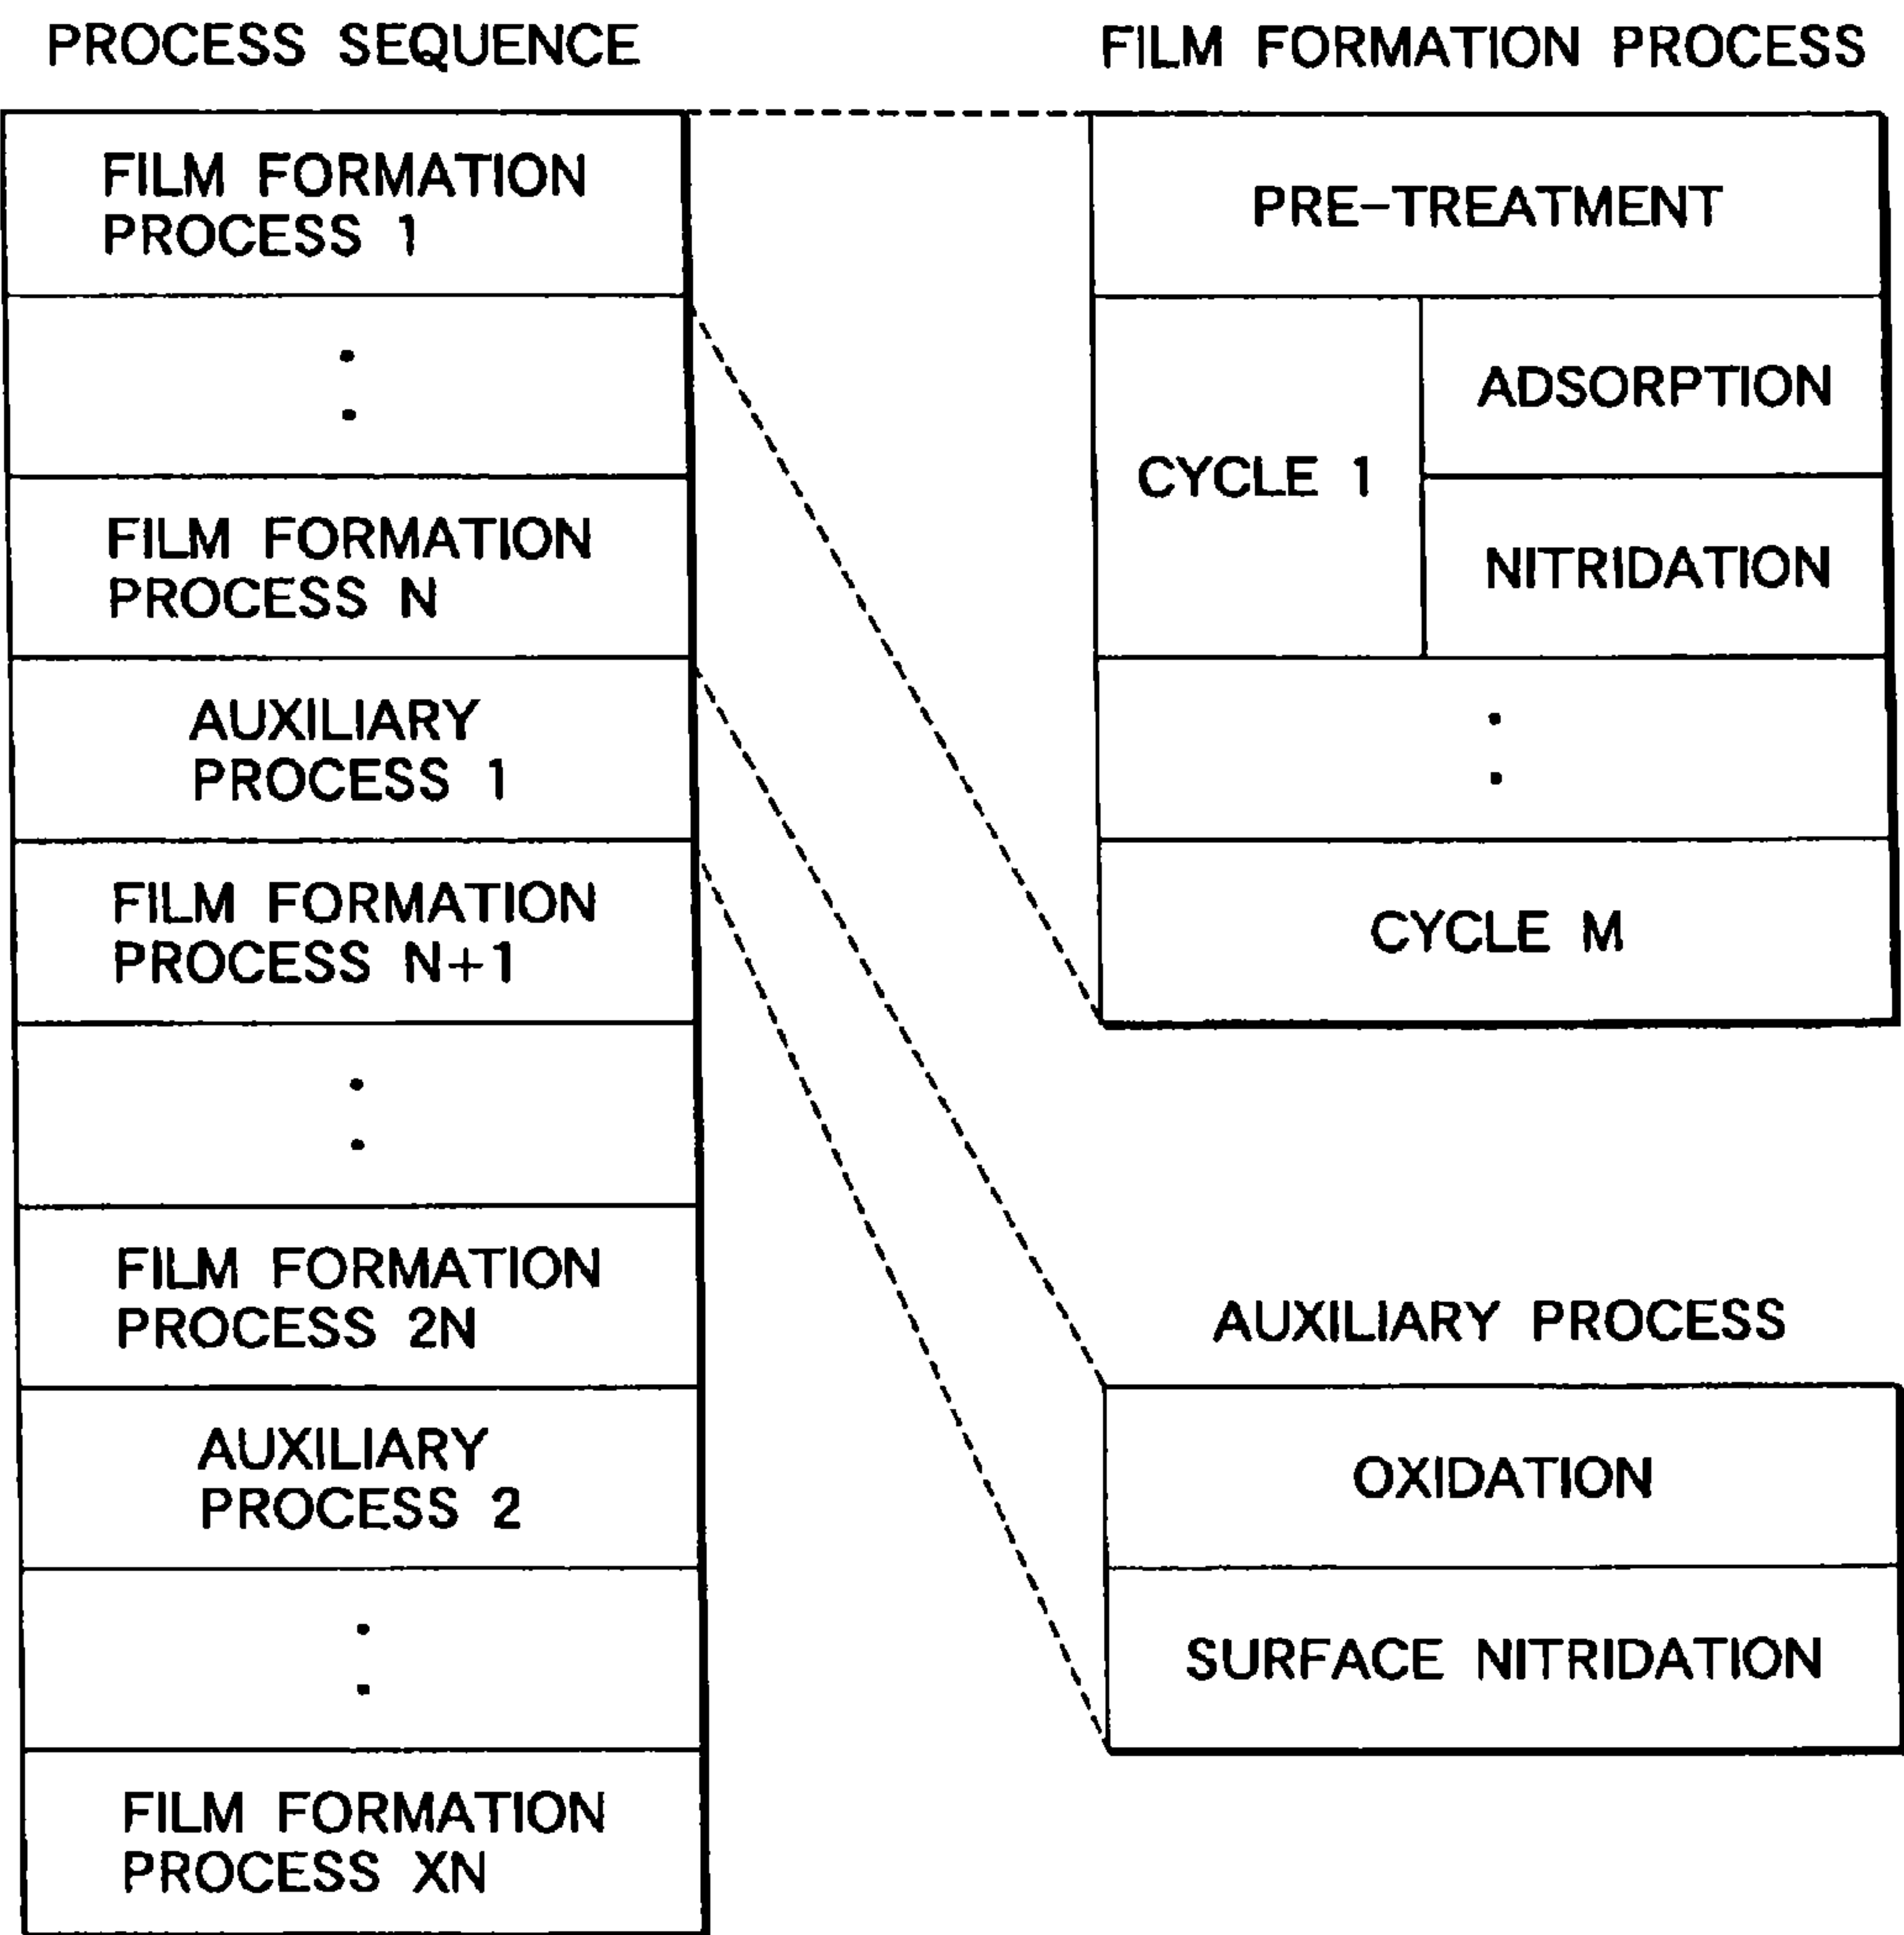 PROCESS SEQUENCE
FILM FORMATION
PROCESS 1
:
FILM FORMATION
PROCESS N
AUXILIARY
PROCESS 1
FILM FORMATION
PROCESS N+1
:
FILM FORMATION
PROCESS 2N
AUXILIARY
PROCESS 2
:
FILM FORMATION
PROCESS XN
FILM FORMATION PROCESS
PRE-TREATMENT
CYCLE 1
ADSORPTION
NITRIDATION
:
CYCLE M
AUXILIARY PROCESS
OXIDATION
SURFACE NITRIDATION